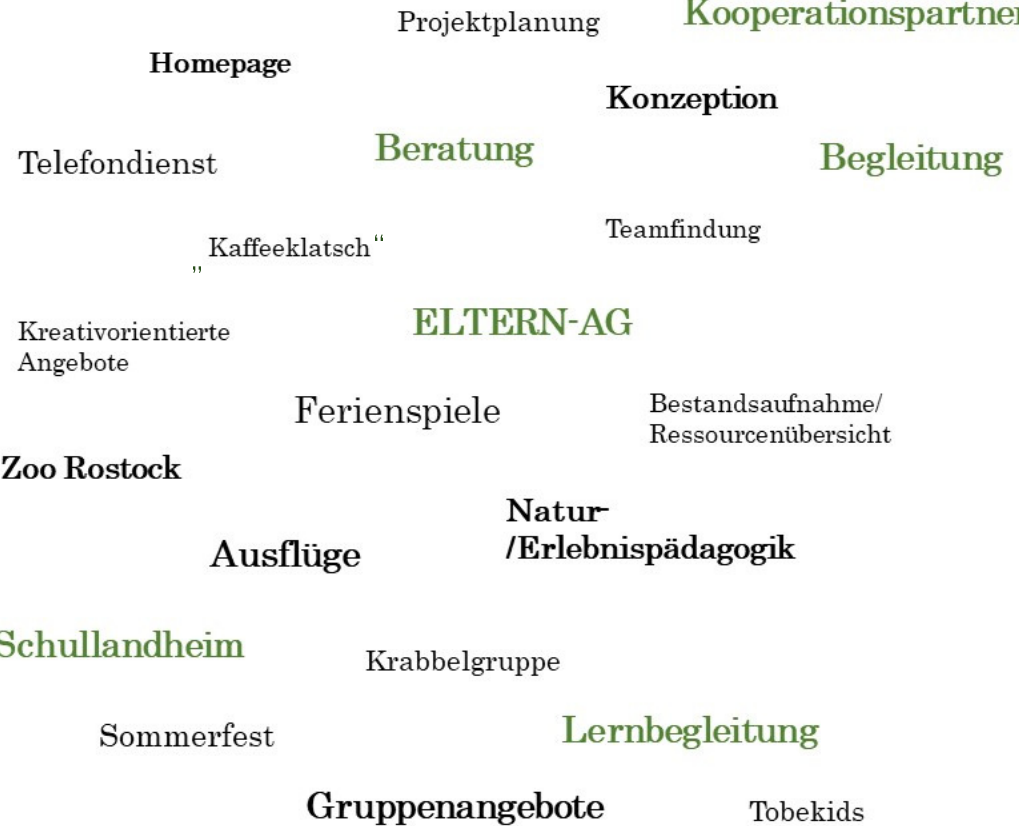 Projektplanung
Kooperationspartner
Homepage
Konzeption
Telefondienst
Beratung
Begleitung
Teamfindung
„Kaffeeklatsch“
Kreativorientierte
Angebote
ELTERN-AG
Ferienspiele
Bestandsaufnahme/
Ressourcenübersicht
Zoo Rostock
Natur-
/Erlebnispädagogik
Ausflüge
Schullandheim
Krabbelgruppe
Sommerfest
Lernbegleitung
Gruppenangebote
Tobekids